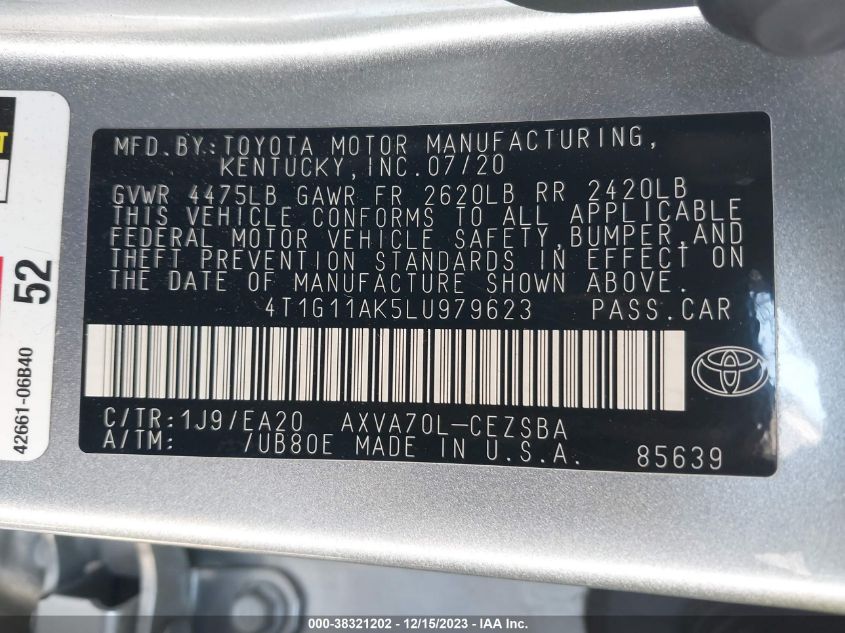 T
52
42661-06B40
MFD.BY:TOYOTA MOTOR MANUFACTURING,
KENTUCKY,INC.07/20
GVWR 4475LB GAWR FR 2620LB RR 2420LB
THIS VEHICLE CONFORMS TO ALL APPLICABLE
FEDERAL MOTOR VEHICLE SAFETY,BUMPER,AND
THEFT PREVENTION STANDARDS IN EFFECT ON
THE DATE OF MANUFACTURE SHOWN ABOVE.
4T1G11AK5LU979623 PASS.CAR
C/TR:1J9/EA20 AXVA70L-CEZSBA
A/TM: /UB80E MADE IN U.S.A. 85639
000-38321202 - 12/15/2023 - IAA Inc.